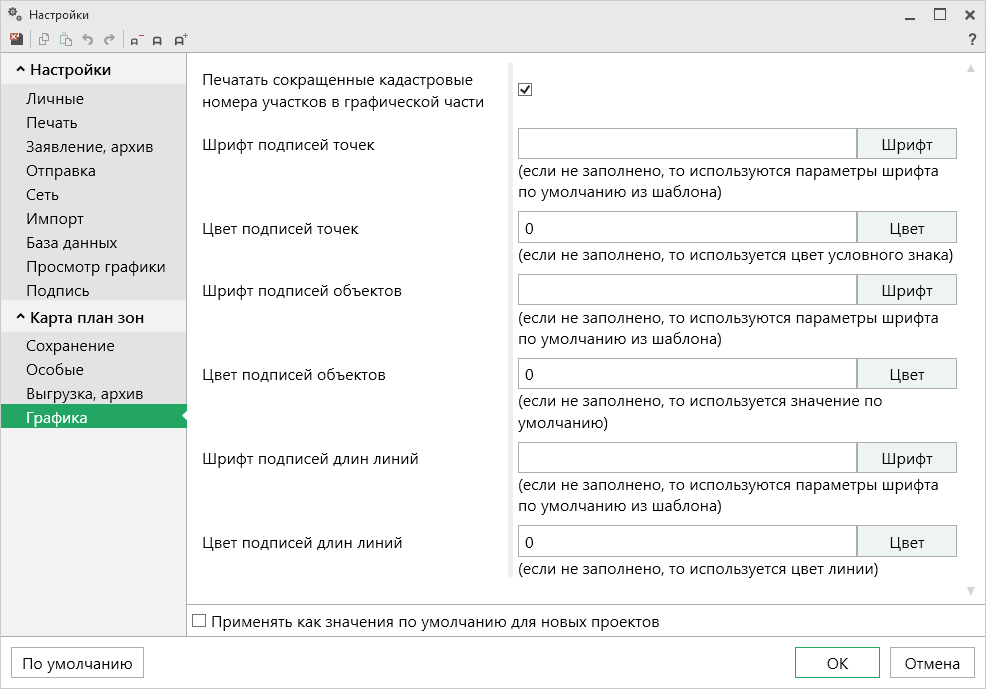 Настройки
?
Настройки
Личные
Печать
Заявление, архив
Отправка
Сеть
Импорт
База данных
Просмотр графики
Подпись
Карта план зон
Сохранение
Особые
Выгрузка, архив
Графика
Печатать сокращенные кадастровые
номера участков в графической части
Шрифт подписей точек
Шрифт
(если не заполнено, то используются параметры шрифта
по умолчанию из шаблона)
Цвет подписей точек
0
Цвет
(если не заполнено, то используется цвет условного знака)
Шрифт подписей объектов
Шрифт
(если не заполнено, то используются параметры шрифта
по умолчанию из шаблона)
Цвет подписей объектов
0
Цвет
(если не заполнено, то используется значение по
умолчанию)
Шрифт подписей длин линий
Шрифт
(если не заполнено, то используются параметры шрифта
по умолчанию из шаблона)
Цвет подписей длин линий
0
Цвет
(если не заполнено, то используется цвет линии)
Применять как значения по умолчанию для новых проектов
По умолчанию
ОК
Отмена